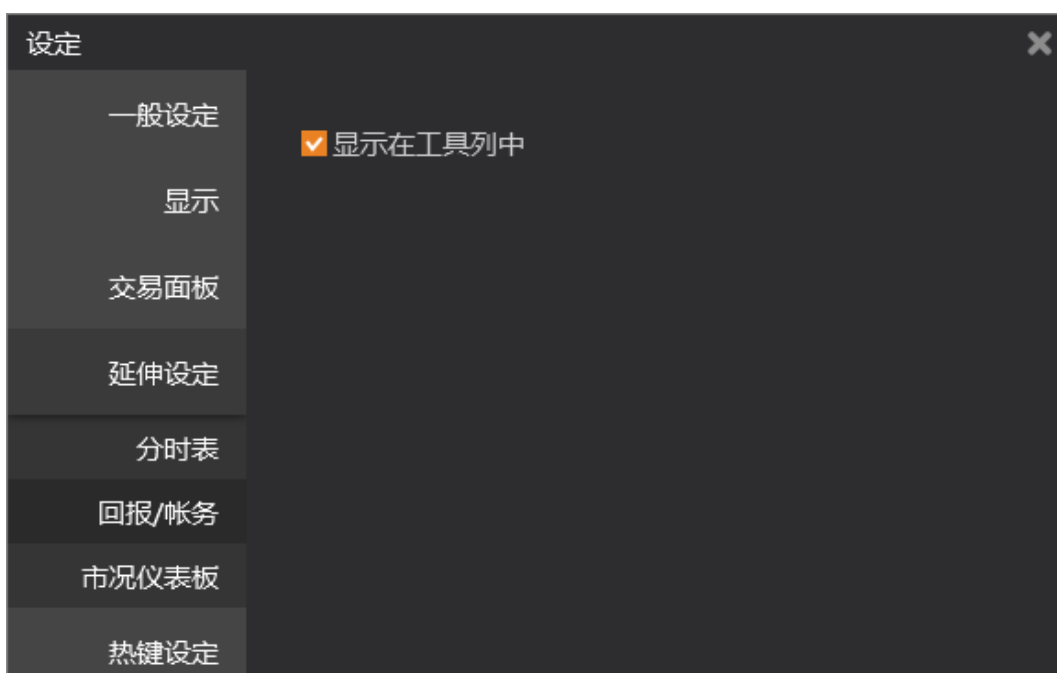 设定
一般设定
显示在工具列中
显示
交易面板
延伸设定
分时表
回报/帐务
市况仪表板
热键设定